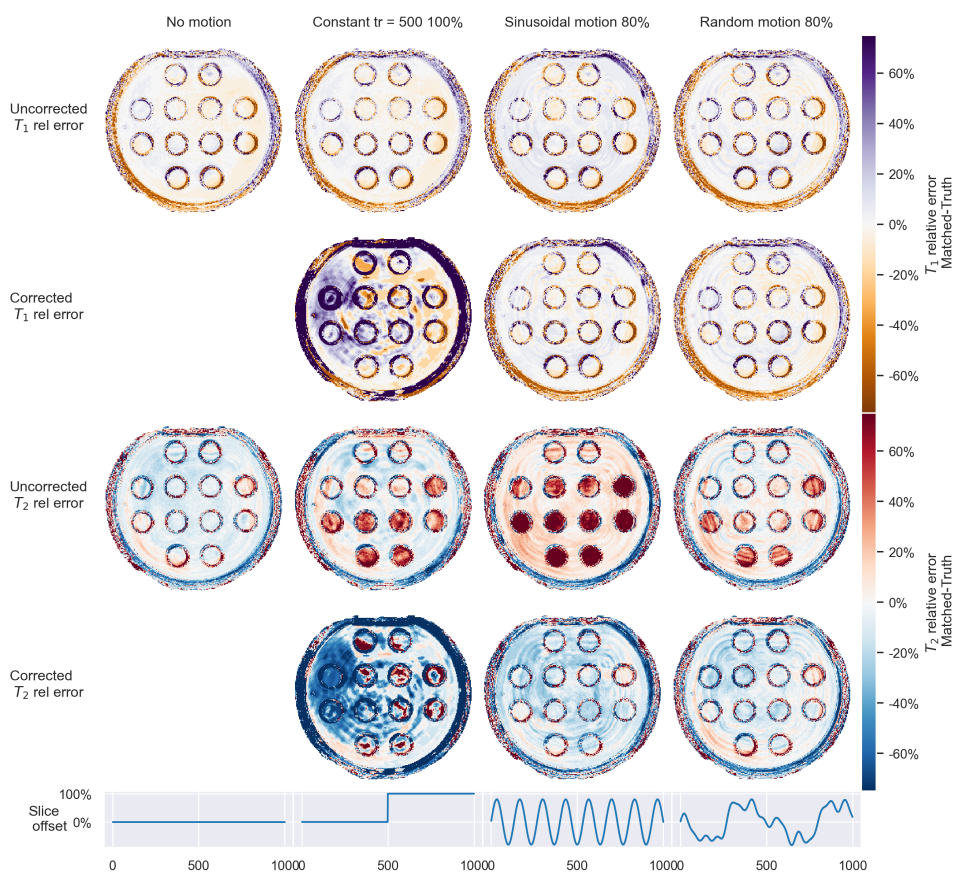 No motion Constant tr = 500 100% Sinusoidal motion 80% Random motion 80%
Uncorrected
T1 rel error
60%
40%
20%
0%
-20%
-40%
-60%
T1 relative error
Matched-Truth
Corrected
T1 rel error
Uncorrected
T2 rel error
60%
40%
20%
0%
-20%
-40%
-60%
T2 relative error
Matched-Truth
Corrected
T2 rel error
Slice
offset
100%
0%
0 500 1000 0 500 1000 0 500 1000 0 500 1000